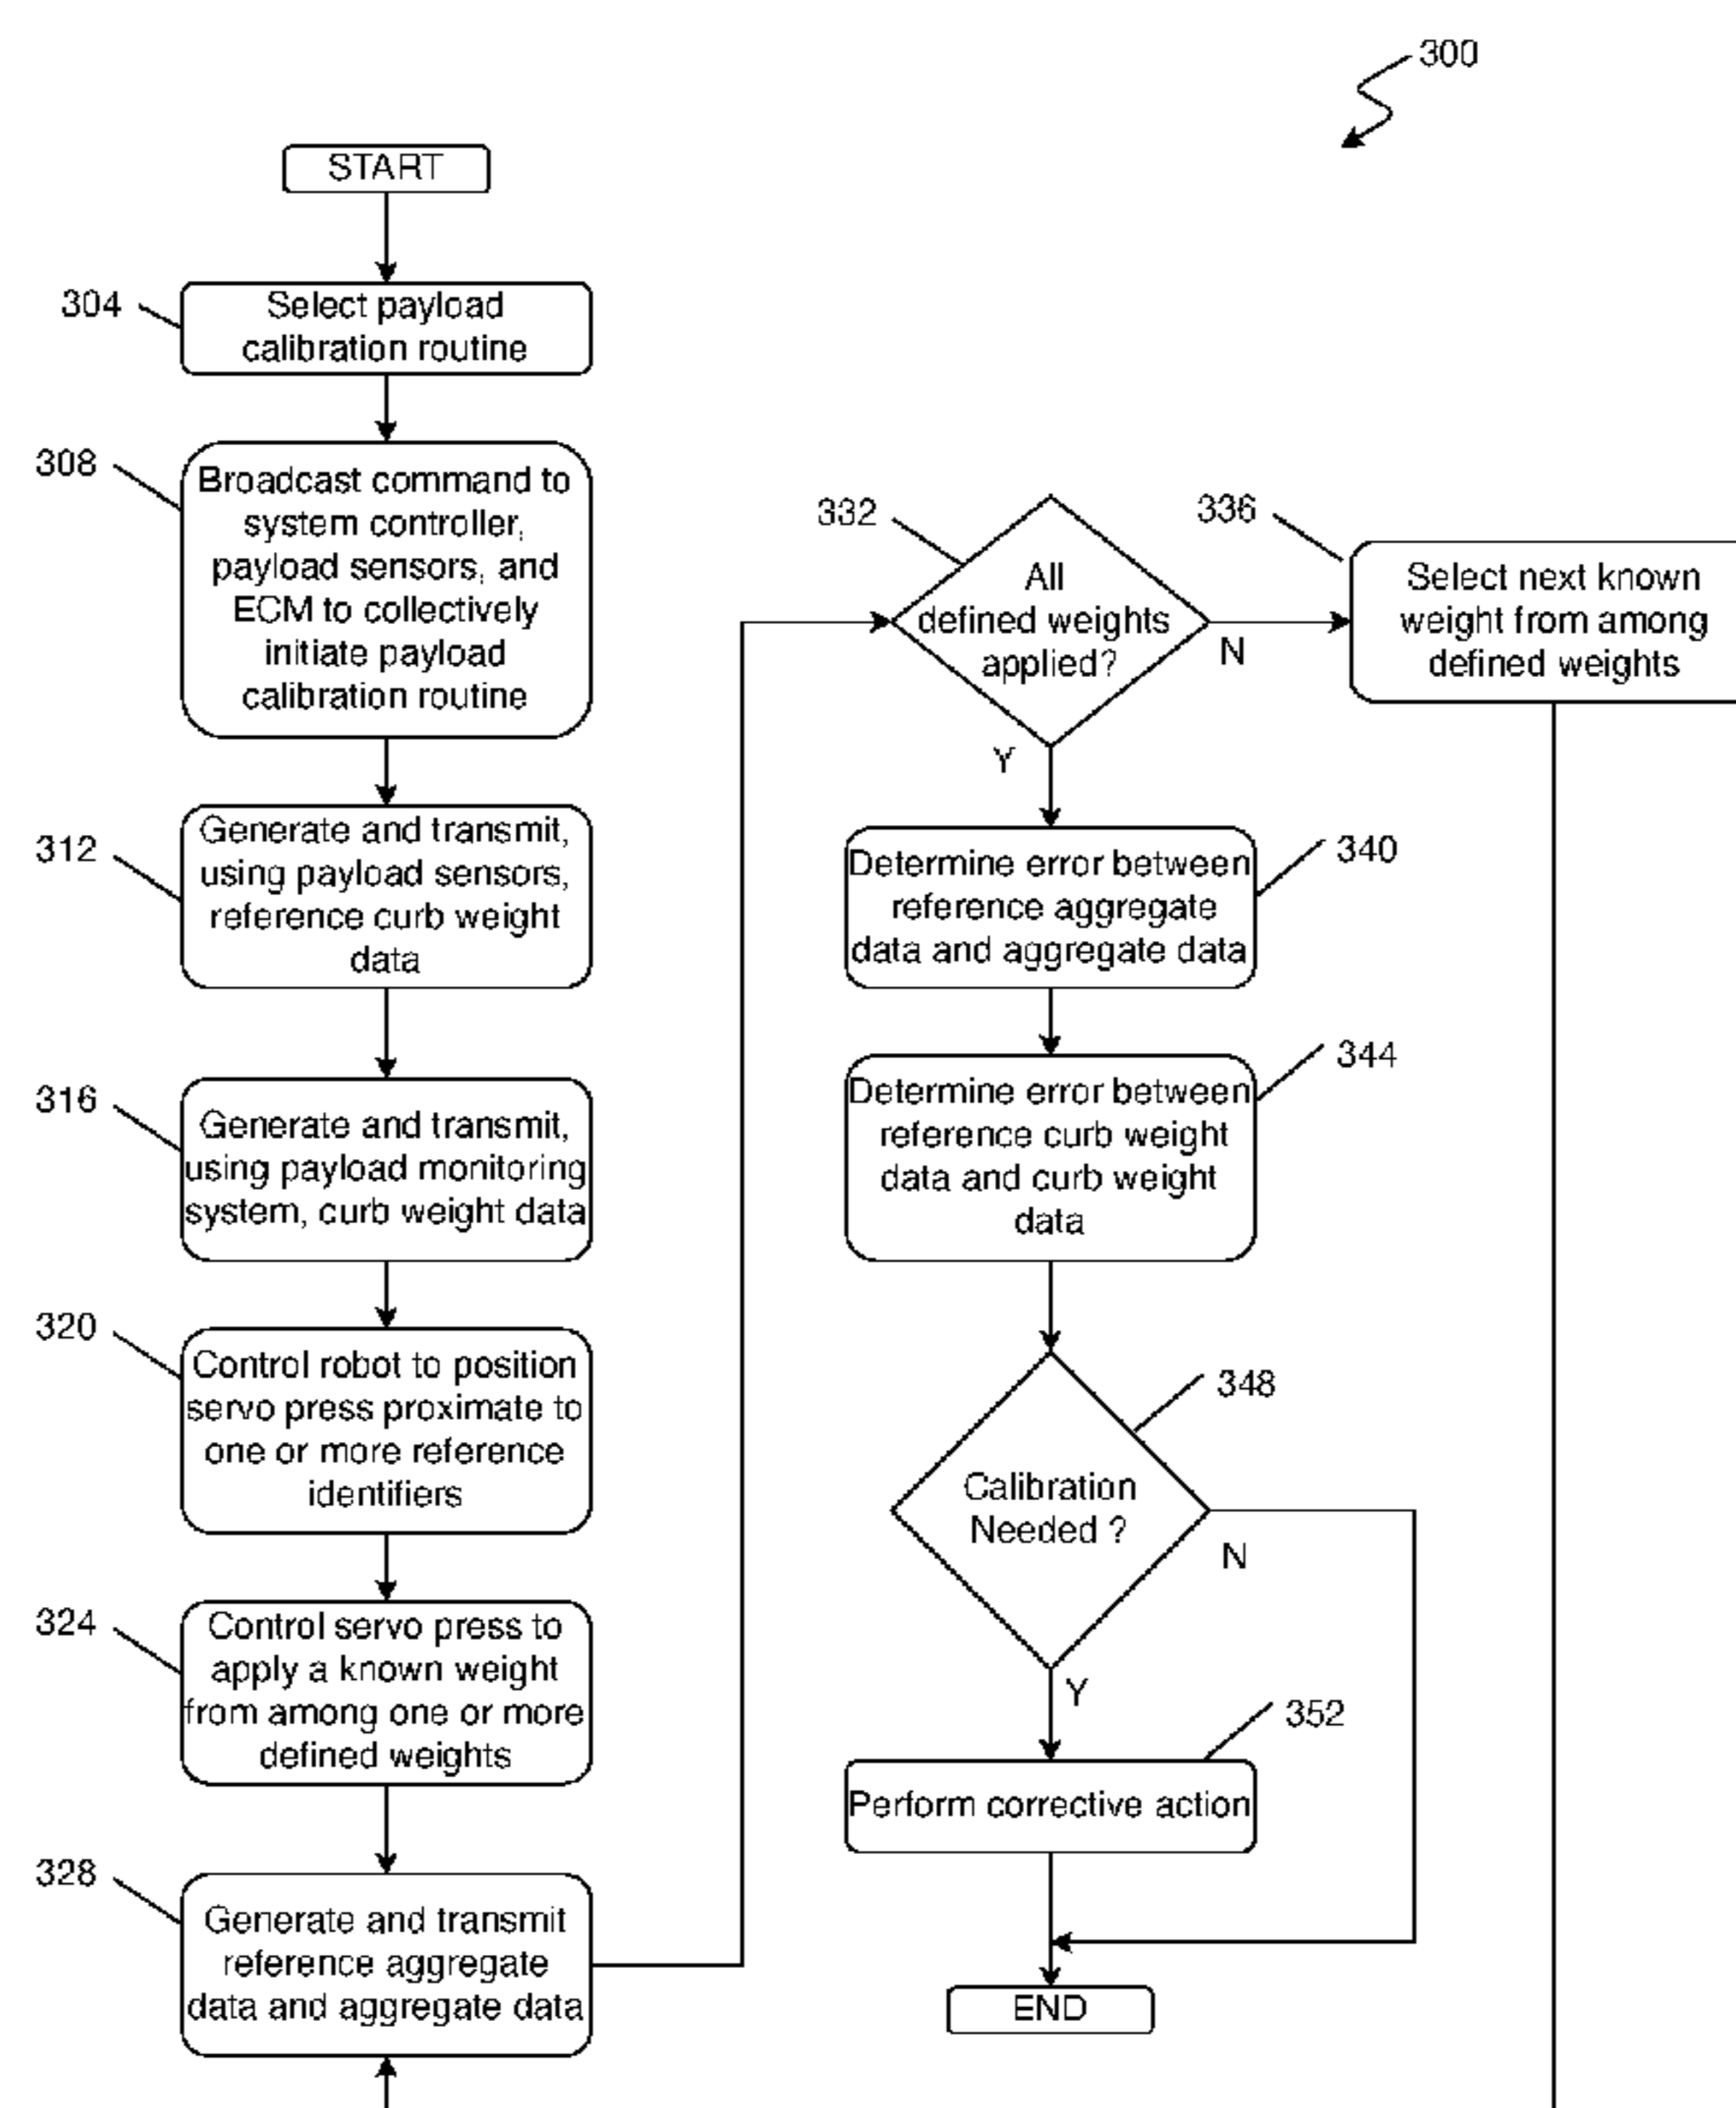 300
START
304
Select payload
calibration routine
308
Broadcast command to
system controller,
payload sensors, and
ECM to collectively
initiate payload
calibration routine
312
Generate and transmit,
using payload sensors,
reference curb weight
data
316
Generate and transmit,
using payload monitoring
system, curb weight data
320
Control robot to position
servo press proximate to
one or more reference
identifiers
324
Control servo press to
apply a known weight
from among one or more
defined weights
328
Generate and transmit
reference aggregate
data and aggregate data
332
All
defined weights
applied?
N
Y
336
Select next known
weight from among
defined weights
340
Determine error between
reference aggregate
data and aggregate data
344
Determine error between
reference curb weight
data and curb weight
data
348
Calibration
Needed ?
N
Y
352
Perform corrective action
END